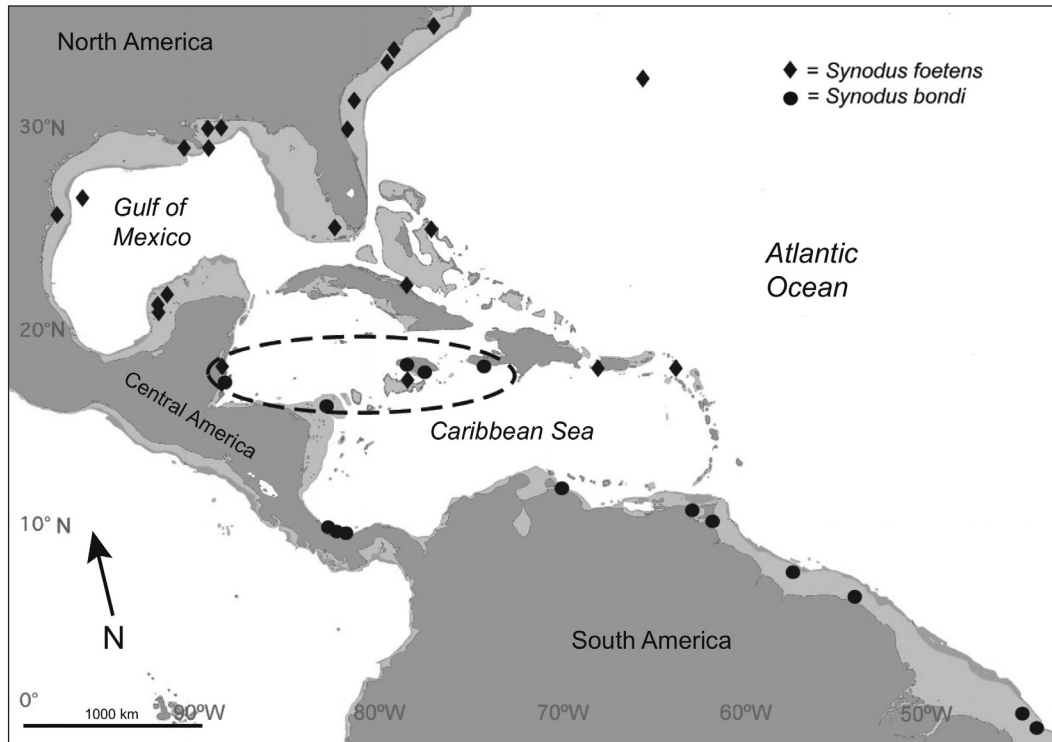 North America
= Synodus foetens
= Synodus bondi
30°N
Gulf of
Mexico
Atlantic
Ocean
20°N
Central America
Caribbean Sea
10°N
N
South America
0°
1000 km
90°W
80°W
70°W
60°W
50°W